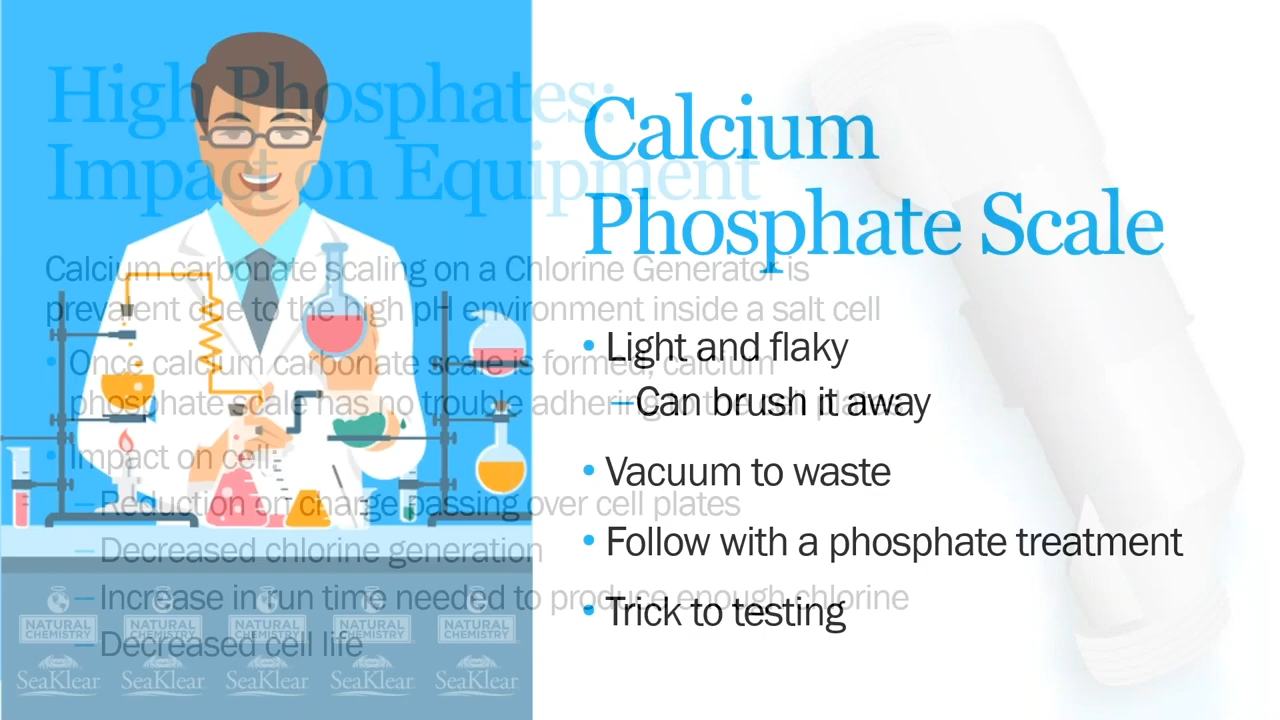 High Phosphates:
Impact on Equipment
Calcium carbonate scaling on a Chlorine Generator is
prevalent due to the high pH environment inside a salt cell
• Once calcium carbonate scale is formed, calcium
phosphate scale has no trouble adhering to the cell plates
• Impact on cell:
– Reduction on charge passing over cell plates
– Decreased chlorine generation
– Increase in run time needed to produce enough chlorine
– Decreased cell life
Calcium
Phosphate Scale
• Light and flaky
– Can brush it away
• Vacuum to waste
• Follow with a phosphate treatment
• Trick to testing
NATURAL CHEMISTRY NATURAL CHEMISTRY NATURAL CHEMISTRY NATURAL CHEMISTRY NATURAL CHEMISTRY
SeaKlear SeaKlear SeaKlear SeaKlear SeaKlear